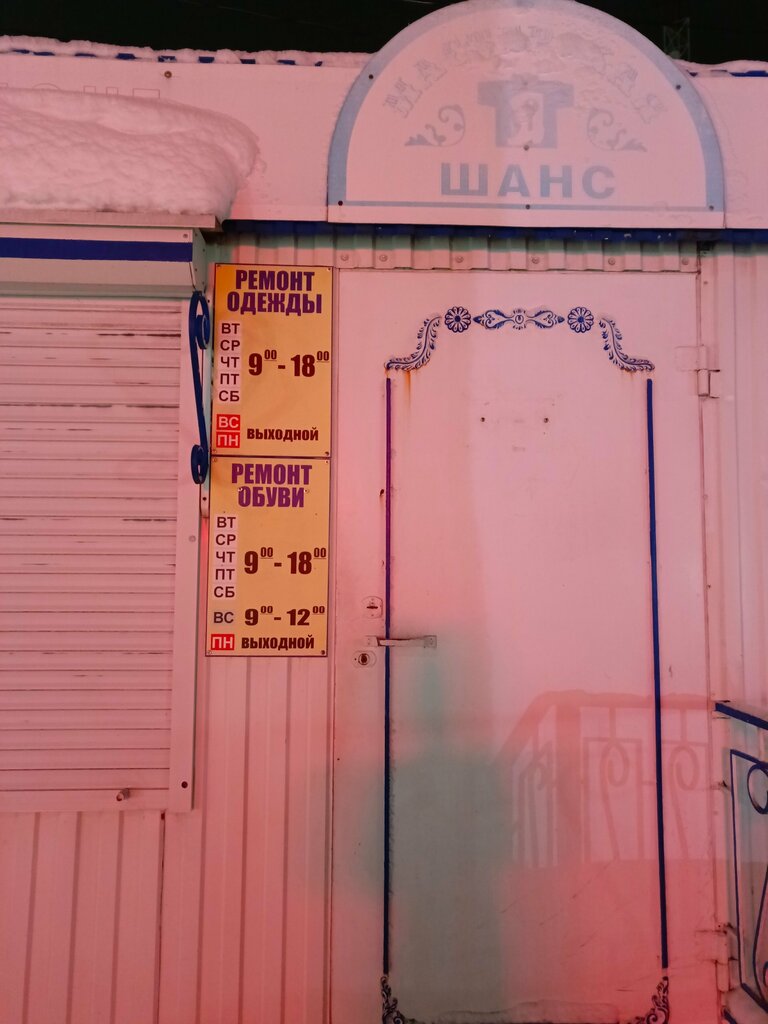 МАСТЕРСКАЯ
ШАНС
РЕМОНТ
ОДЕЖДЫ
ВТ
СР
ЧТ
ПТ
СБ
9⁰⁰ - 18⁰⁰
ВС
ПН
ВЫХОДНОЙ
РЕМОНТ
ОБУВИ
ВТ
СР
ЧТ
ПТ
СБ
9⁰⁰ - 18⁰⁰
ВС 9⁰⁰ - 12⁰⁰
ПН ВЫХОДНОЙ